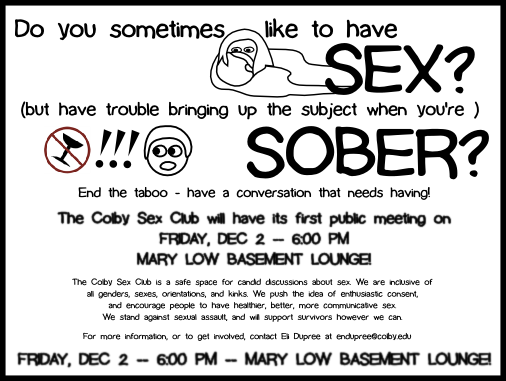 Do you sometimes like to have
SEX?
(but have trouble bringing up the subject when you're )
!!! SOBER?
End the taboo - have a conversation that needs having!
The Colby Sex Club will have its first public meeting on
FRIDAY, DEC 2 -- 6:00 PM
MARY LOW BASEMENT LOUNGE!
The Colby Sex Club is a safe space for candid discussions about sex. We are inclusive of
all genders, sexes, orientations, and kinks. We push the idea of enthusiastic consent,
and encourage people to have healthier, better, more communicative sex.
We stand against sexual assault, and will support survivors however we can.
For more information, or to get involved, contact Eli Dupree at endupree@colby.edu
FRIDAY, DEC 2 -- 6:00 PM -- MARY LOW BASEMENT LOUNGE!